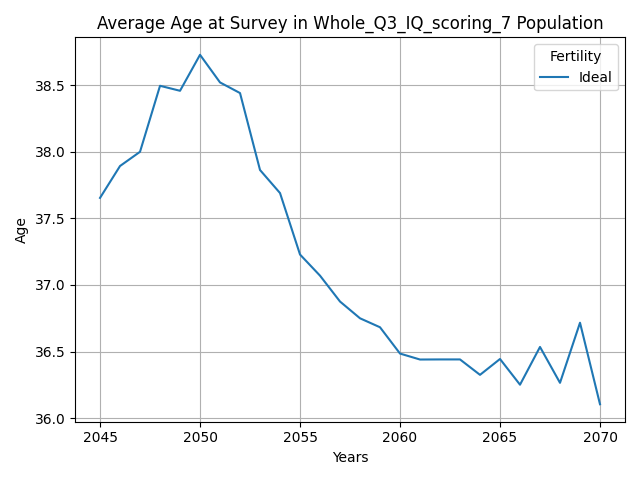 Average Age at Survey in Whole_Q3_IQ_scoring_7 Population
Fertility
Ideal
Age
38.5
38.0
37.5
37.0
36.5
36.0
2045
2050
2055
2060
2065
2070
Years